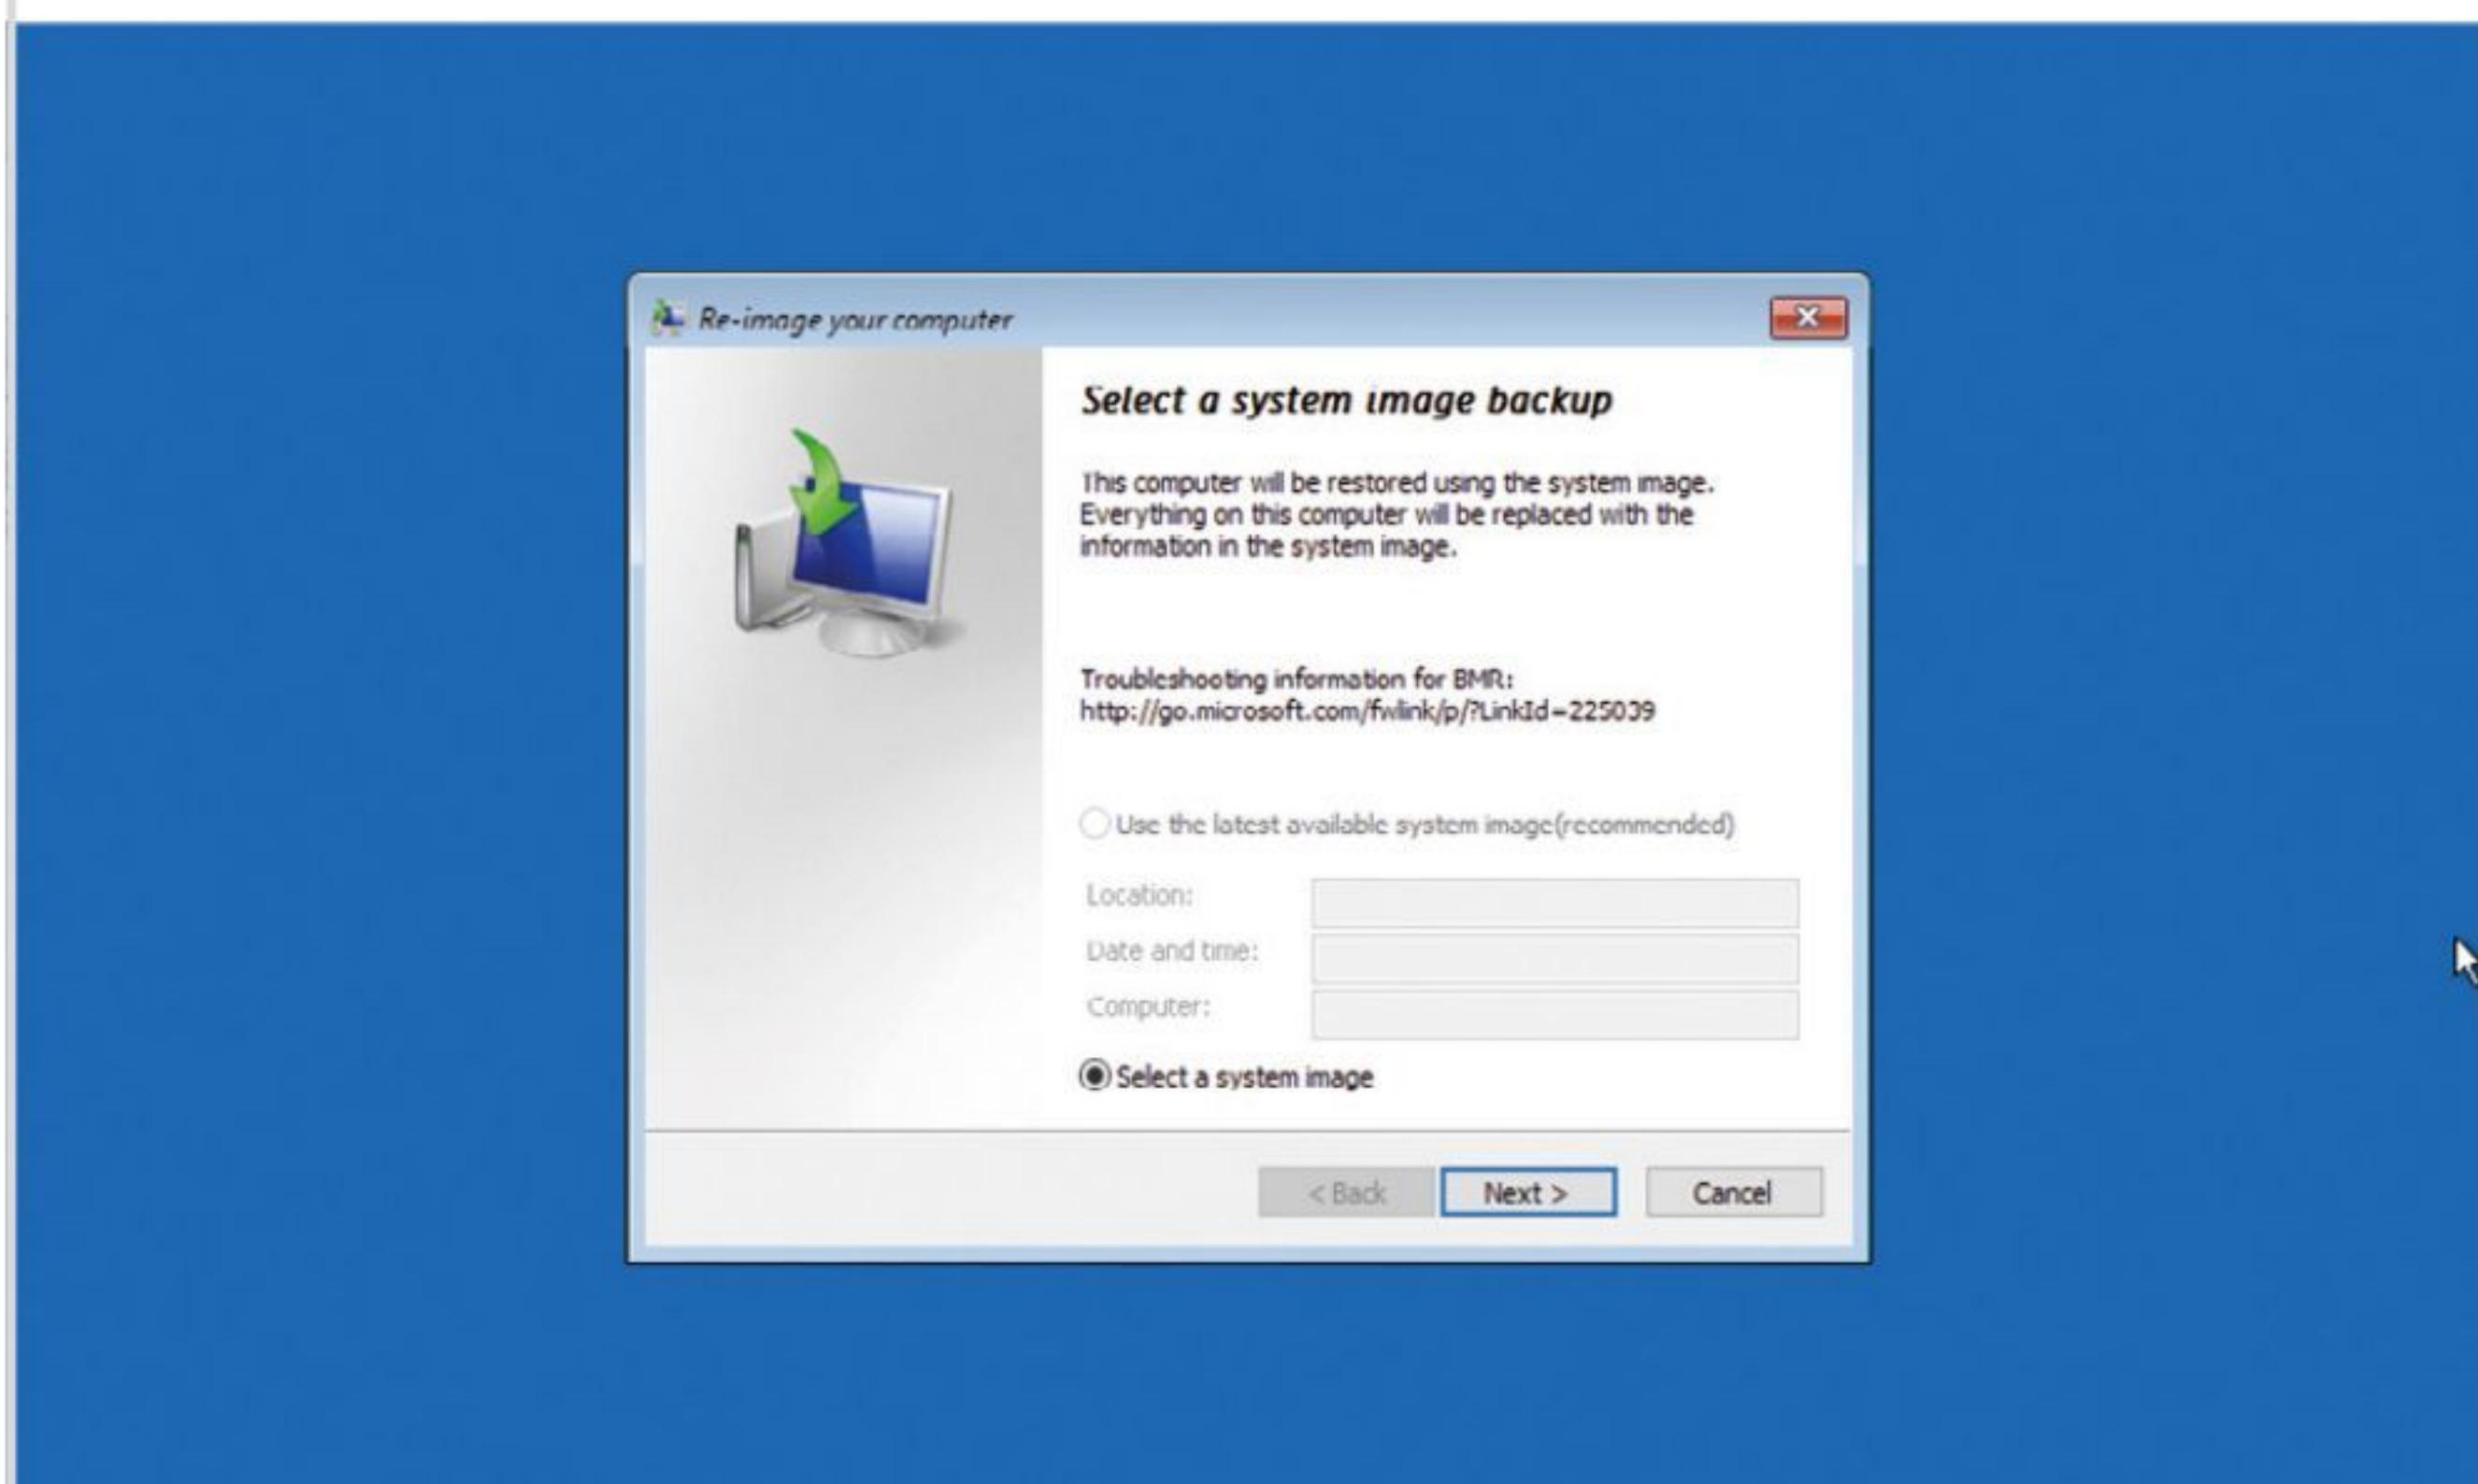 Re-image your computer
Select a system image backup
This computer will be restored using the system image.
Everything on this computer will be replaced with the
information in the system image.
Troubleshooting information for BMR:
http://go.microsoft.com/fwlink/p/?LinkId=225039
Use the latest available system image(recommended)
Location:
Date and time:
Computer:
Select a system image
< Back
Next >
Cancel